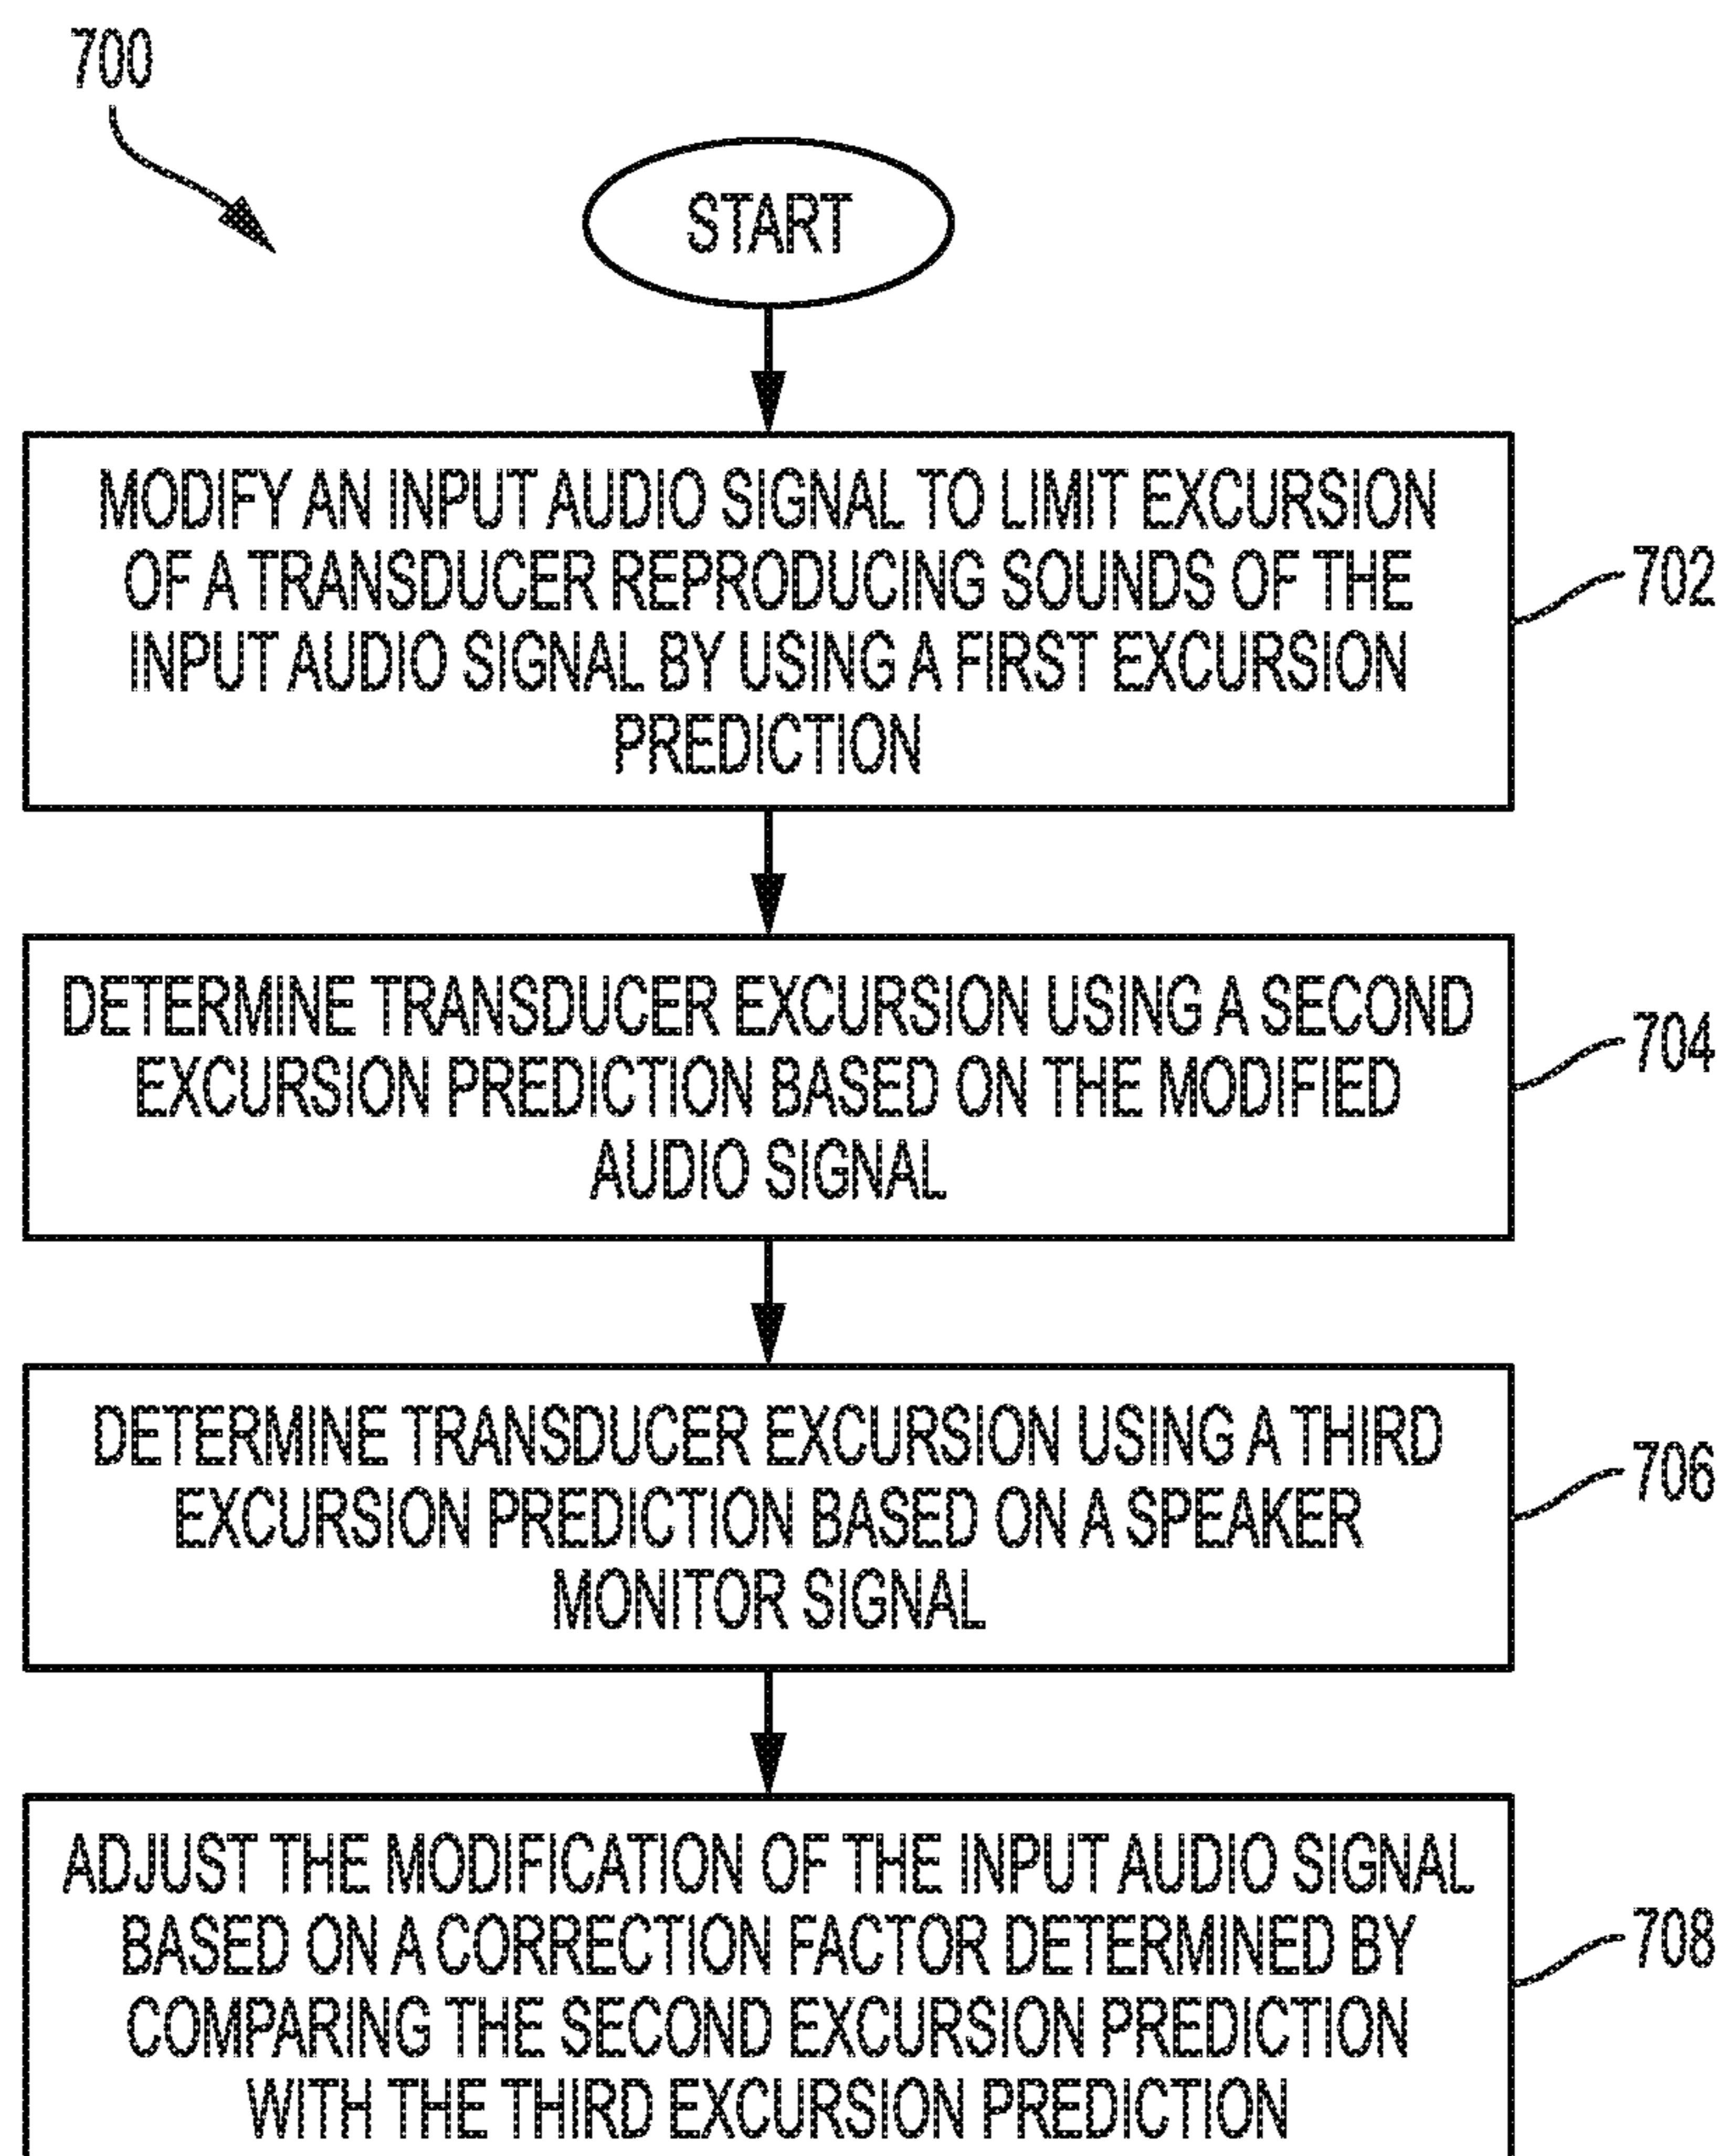 700
START
MODIFY AN INPUT AUDIO SIGNAL TO LIMIT EXCURSION
OF A TRANSDUCER REPRODUCING SOUNDS OF THE
INPUT AUDIO SIGNAL BY USING A FIRST EXCURSION
PREDICTION
702
DETERMINE TRANSDUCER EXCURSION USING A SECOND
EXCURSION PREDICTION BASED ON THE MODIFIED
AUDIO SIGNAL
704
DETERMINE TRANSDUCER EXCURSION USING A THIRD
EXCURSION PREDICTION BASED ON A SPEAKER
MONITOR SIGNAL
706
ADJUST THE MODIFICATION OF THE INPUT AUDIO SIGNAL
BASED ON A CORRECTION FACTOR DETERMINED BY
COMPARING THE SECOND EXCURSION PREDICTION
WITH THE THIRD EXCURSION PREDICTION
708